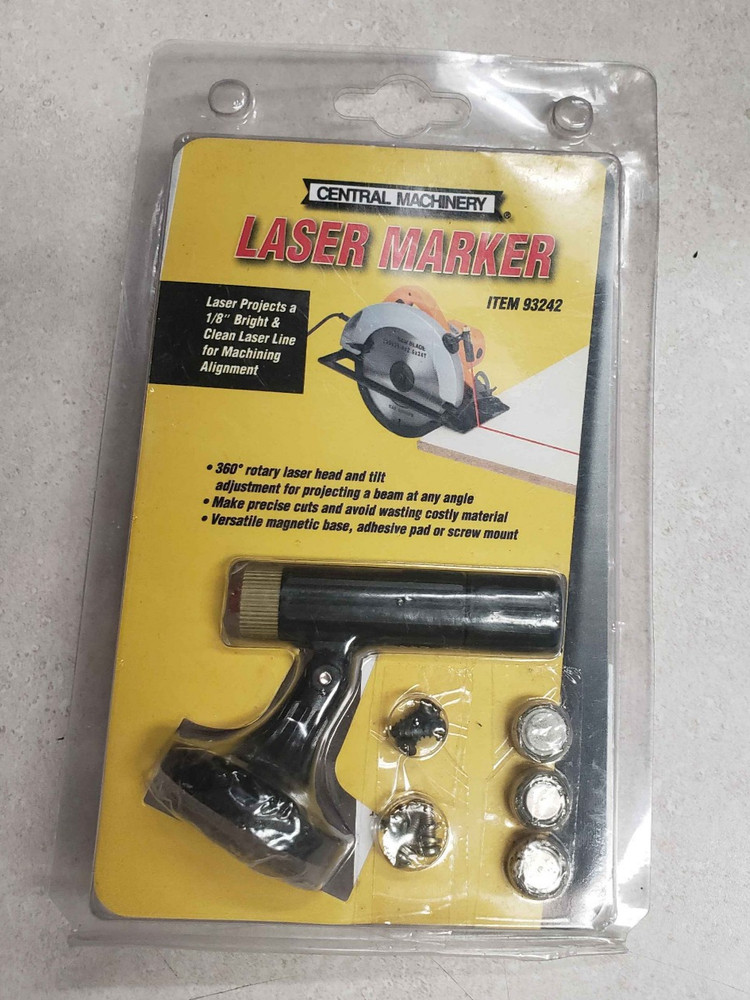 CENTRAL MACHINERY
®
LASER MARKER
ITEM 93242
Laser Projects a
1/8" Bright &
Clean Laser Line
for Machining
Alignment
SAW BLADE
• 360° rotary laser head and tilt
adjustment for projecting a beam at any angle
• Make precise cuts and avoid wasting costly material
• Versatile magnetic base, adhesive pad or screw mount